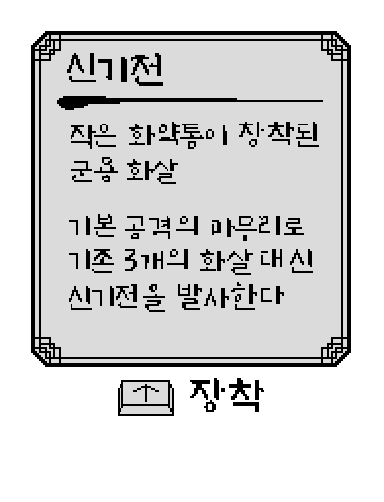 신기전
작은 화약통이 장착된
군용 화살
기본 공격의 마무리로
기존 3개의 화살 대신
신기전을 발사한다
↑ 장착